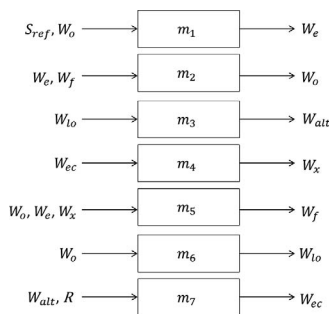 S_ref, W_o m_1 W_e
W_e, W_f m_2 W_o
W_lo m_3 W_alt
W_ec m_4 W_x
W_o, W_e, W_x m_5 W_f
W_o m_6 W_lo
W_alt, R m_7 W_ec